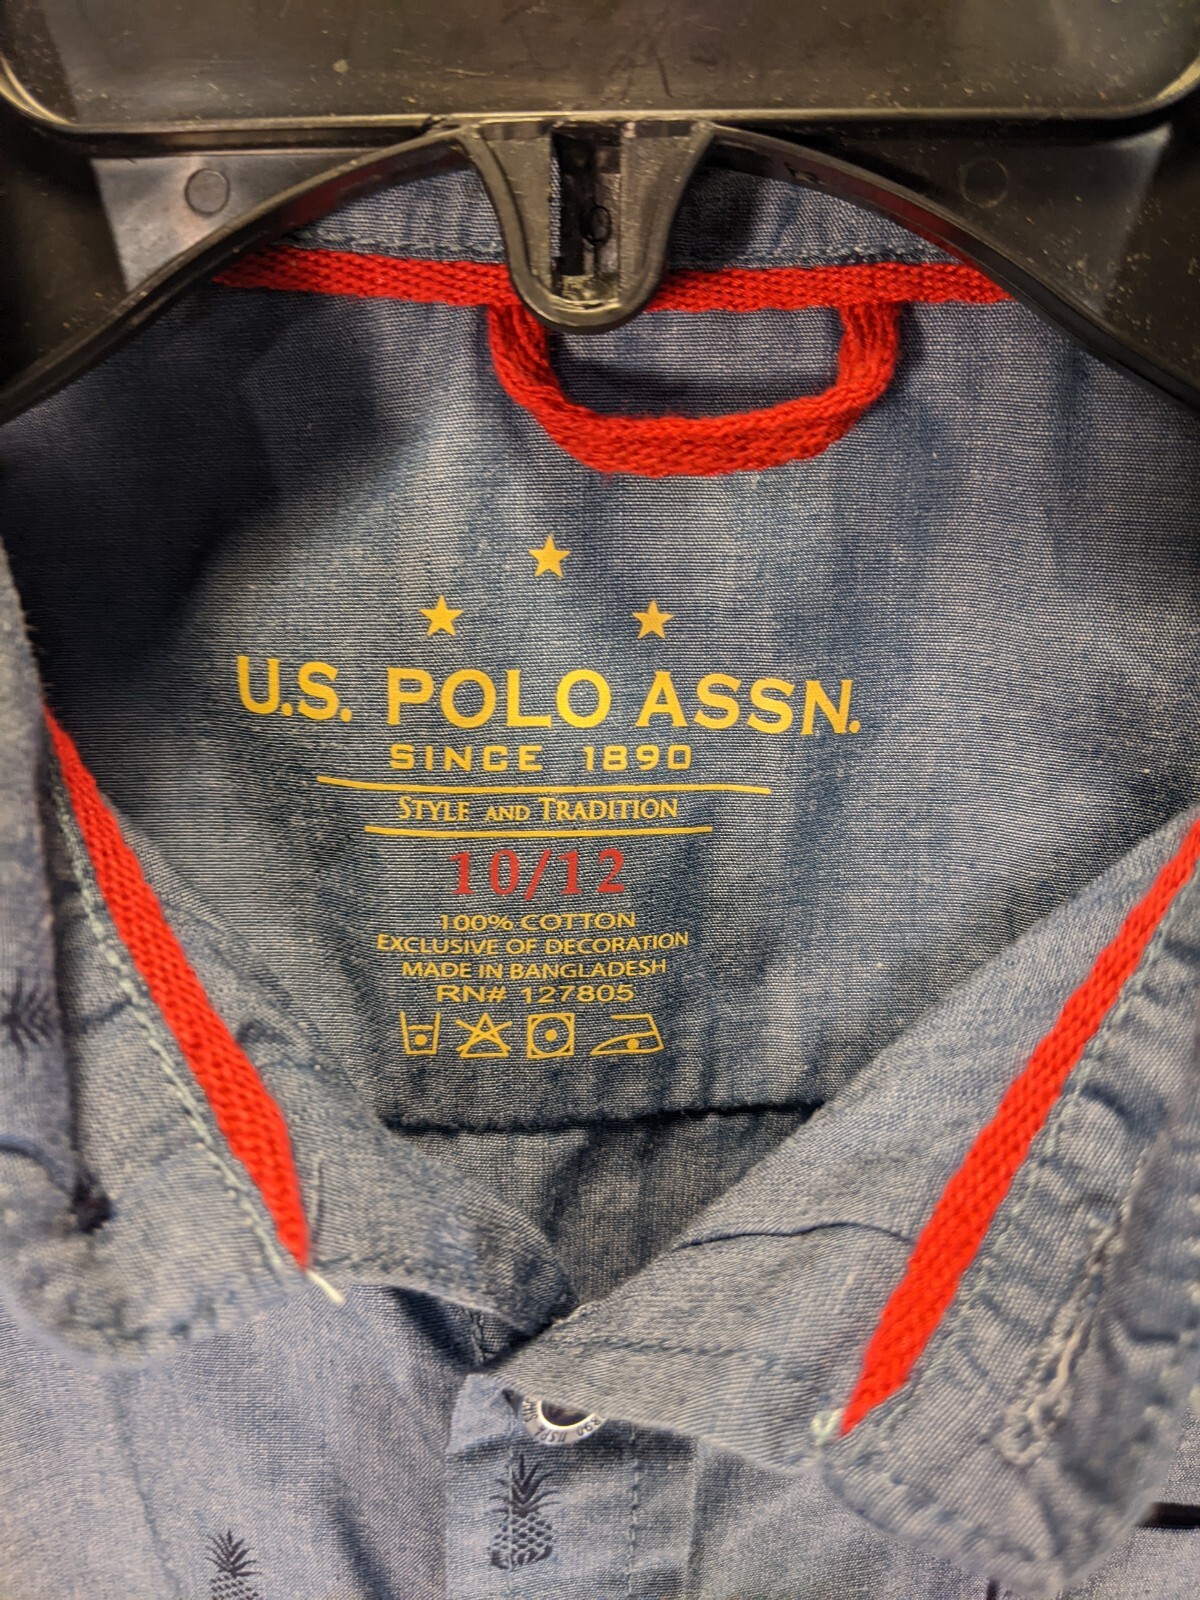 U.S. POLO ASSN.
SINCE 1890
STYLE AND TRADITION
10/12
100% COTTON
EXCLUSIVE OF DECORATION
MADE IN BANGLADESH
RN# 127805